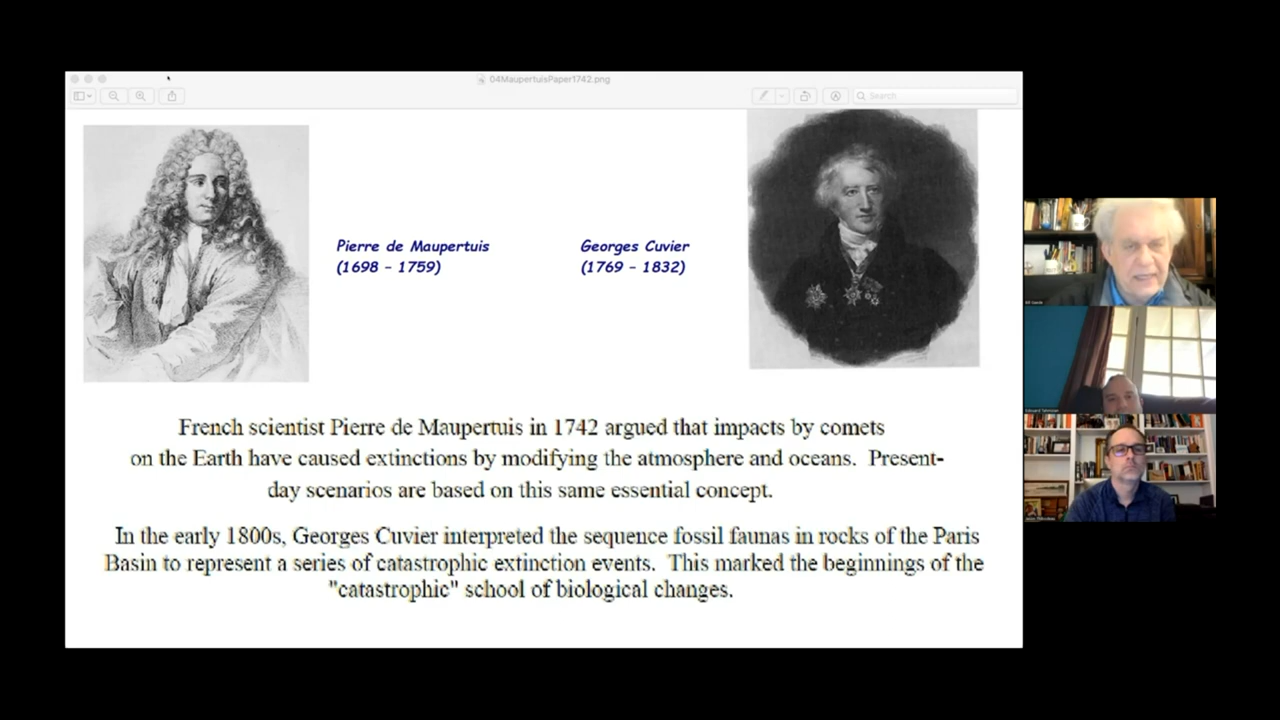 04MaupertuisPaper1742.png
Search
Pierre de Maupertuis
(1698 – 1759)
Georges Cuvier
(1769 – 1832)
French scientist Pierre de Maupertuis in 1742 argued that impacts by comets
on the Earth have caused extinctions by modifying the atmosphere and oceans. Present-
day scenarios are based on this same essential concept.
In the early 1800s, Georges Cuvier interpreted the sequence fossil faunas in rocks of the Paris
Basin to represent a series of catastrophic extinction events. This marked the beginnings of the
"catastrophic" school of biological changes.